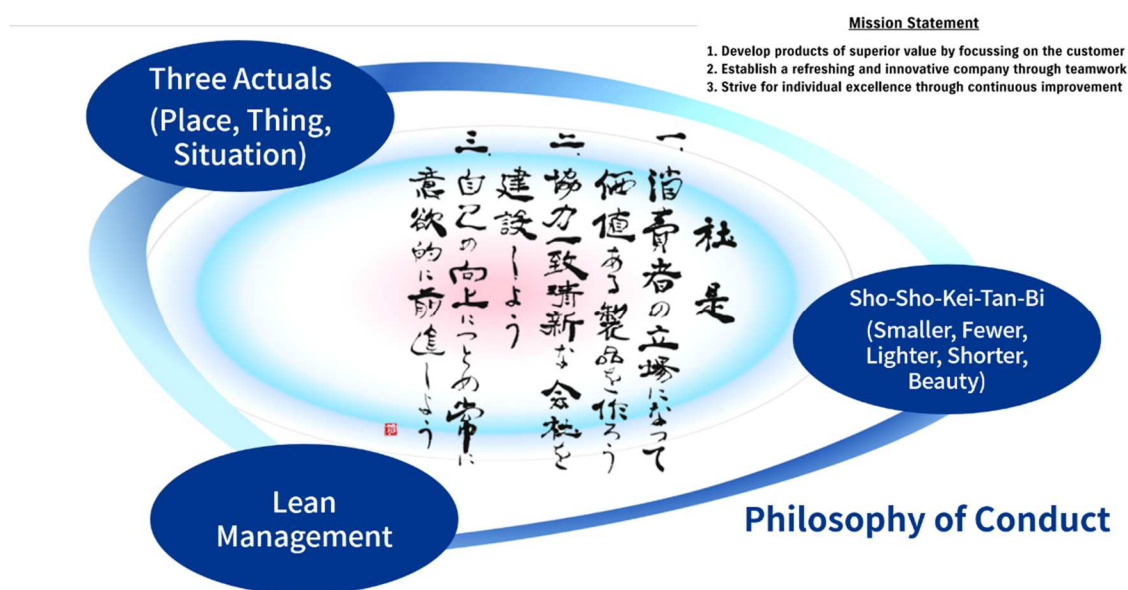 Mission Statement
1. Develop products of superior value by focussing on the customer
2. Establish a refreshing and innovative company through teamwork
3. Strive for individual excellence through continuous improvement
Three Actuals
(Place, Thing,
Situation)
社是
一、消費者の立場になって
価値ある製品を作ろう
二、協力一致清新な会社を
建設しよう
三、自己の向上につとめ常に
意欲的に前進しよう
Sho-Sho-Kei-Tan-Bi
(Smaller, Fewer,
Lighter, Shorter,
Beauty)
Lean
Management
Philosophy of Conduct